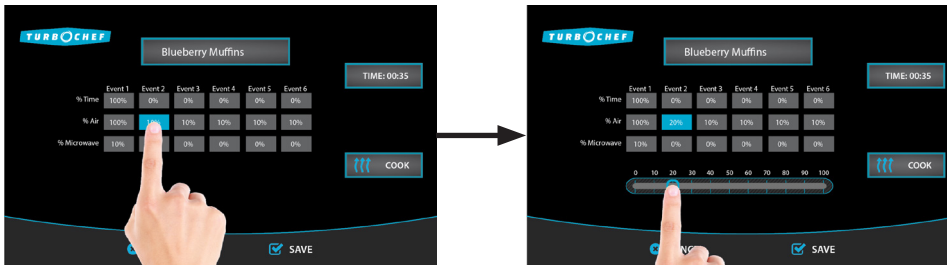 TURBOCHEF
Blueberry Muffins
TIME: 00:35
Event 1 Event 2 Event 3 Event 4 Event 5 Event 6
% Time 100% 0% 0% 0% 0% 0%
% Air 100% 10% 10% 10% 10%
% Microwave 10% 0% 0% 0% 0%
COOK
SAVE
TURBOCHEF
Blueberry Muffins
TIME: 00:35
Event 1 Event 2 Event 3 Event 4 Event 5 Event 6
% Time 100% 0% 0% 0% 0% 0%
% Air 100% 20% 10% 10% 10% 10%
% Microwave 10% 0% 0% 0% 0% 0%
COOK
0 10 20 30 40 50 60 70 80 90 100
SAVE